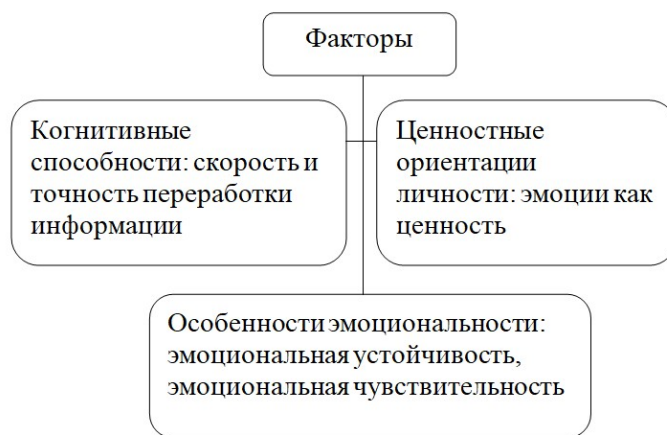 Факторы
Когнитивные
способности: скорость и
точность переработки
информации
Ценностные
ориентации
личности: эмоции как
ценность
Особенности эмоциональности:
эмоциональная устойчивость,
эмоциональная чувствительность